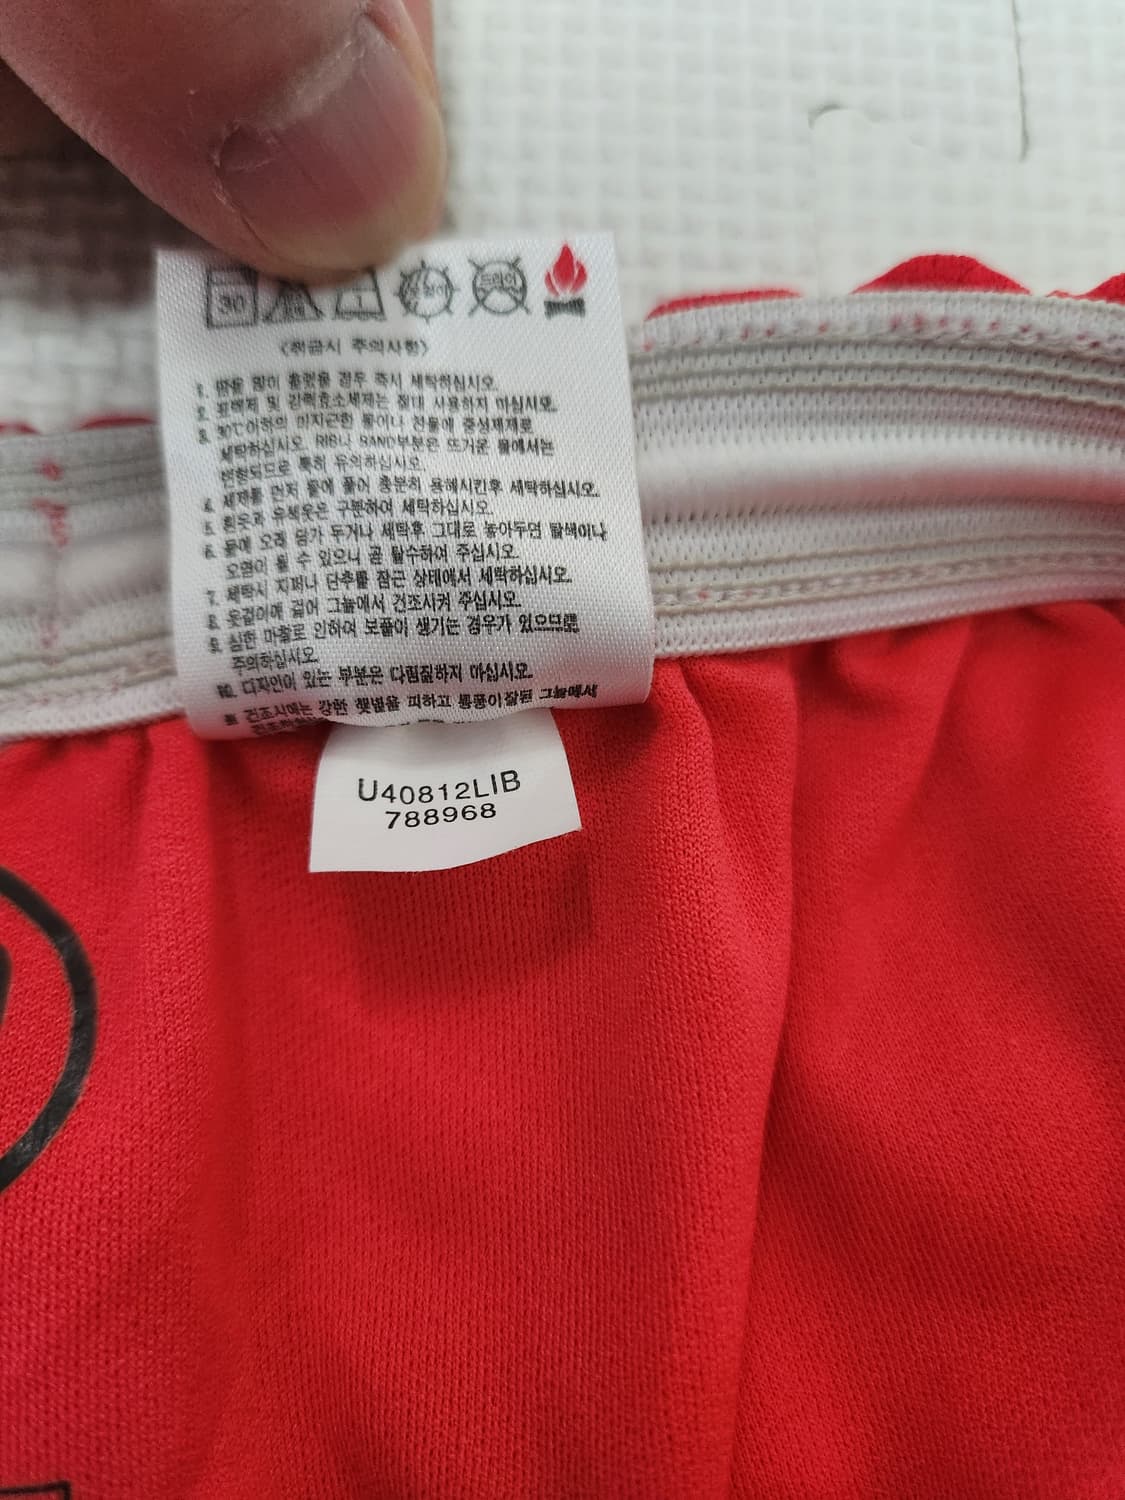 30
<취급시 주의사항>
1. 땀을 많이 흘렸을 경우 즉시 세탁하십시오.
2. 표백제 및 강력효소세제는 절대 사용하지 마십시오.
3. 30℃이하의 미지근한 물이나 찬물에 중성세제로
세탁하십시오. RIB나 BAND부분은 뜨거운 물에서는
변형되므로 특히 유의하십시오.
4. 세제를 먼저 물에 풀어 충분히 용해시킨후 세탁하십시오.
5. 흰옷과 유색옷은 구분하여 세탁하십시오.
6. 물에 오래 담가 두거나 세탁후 그대로 놓아두면 탈색이나
오염이 될 수 있으니 곧 탈수하여 주십시오.
7. 세탁시 지퍼나 단추를 잠근 상태에서 세탁하십시오.
8. 옷걸이에 걸어 그늘에서 건조시켜 주십시오.
9. 심한 마찰로 인하여 보풀이 생기는 경우가 있으므로
주의하십시오.
10. 디자인이 있는 부분은 다림질하지 마십시오.
11. 건조시에는 강한 햇볕을 피하고 통풍이잘된 그늘에서
U40812LIB
788968